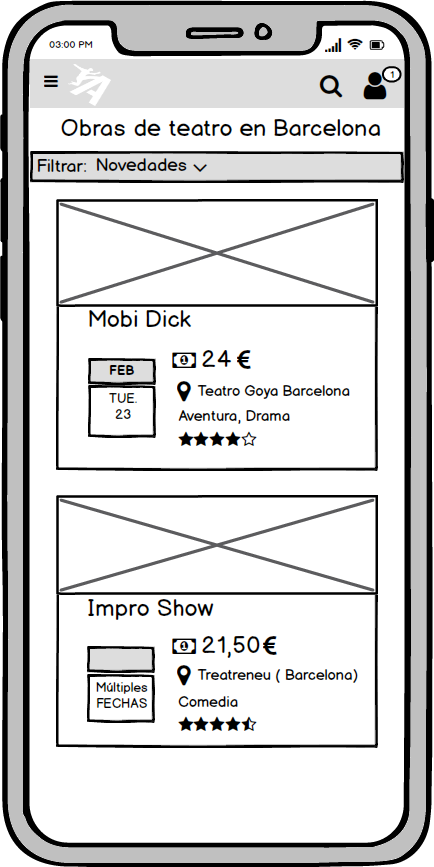 03:00 PM
1
Obras de teatro en Barcelona
Filtrar: Novedades
Mobi Dick
FEB
TUE.
23
24 €
Teatro Goya Barcelona
Aventura, Drama
Impro Show
Múltiples
FECHAS
21,50€
Treatreneu ( Barcelona)
Comedia